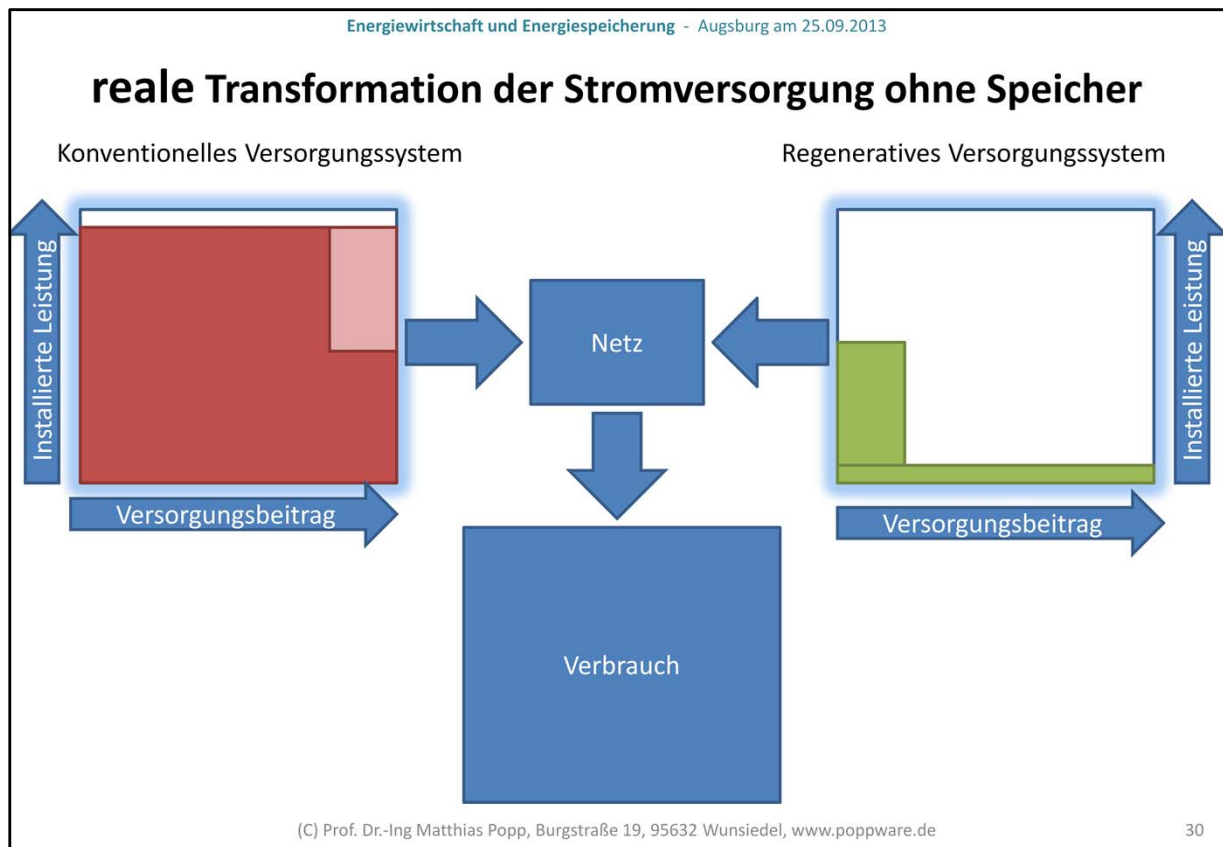 Energiewirtschaft und Energiespeicherung - Augsburg am 25.09.2013
reale Transformation der Stromversorgung ohne Speicher
Konventionelles Versorgungssystem
Regeneratives Versorgungssystem
Installierte Leistung
Versorgungsbeitrag
Netz
Installierte Leistung
Versorgungsbeitrag
Verbrauch
(C) Prof. Dr.-Ing Matthias Popp, Burgstraße 19, 95632 Wunsiedel, www.poppware.de
30